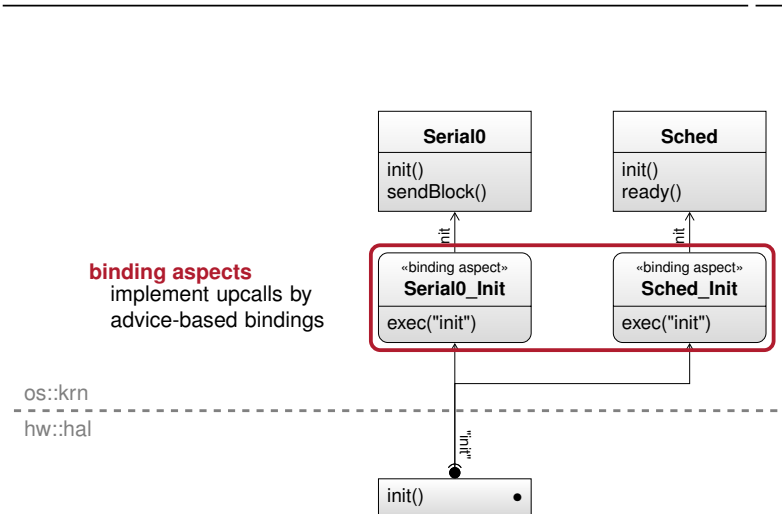 Serial0
init()
sendBlock()
Sched
init()
ready()
init
init
binding aspects
implement upcalls by
advice-based bindings
«binding aspect»
Serial0_Init
exec("init")
«binding aspect»
Sched_Init
exec("init")
os::krn
hw::hal
"init"
init()